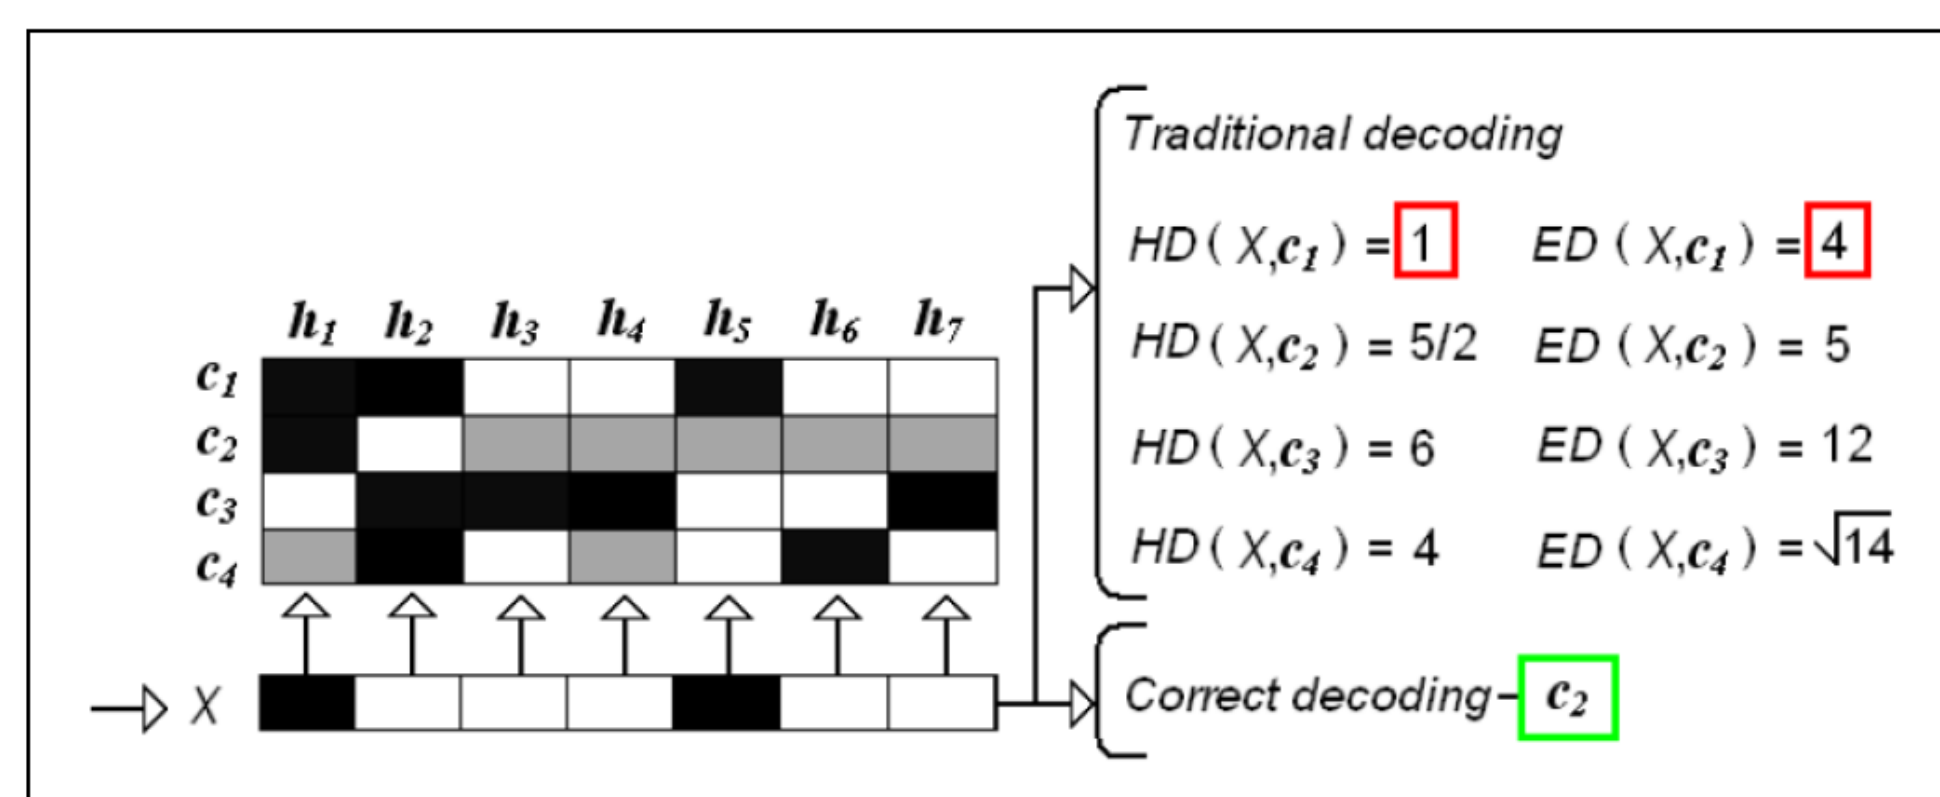 Traditional decoding
HD ( X,c1 ) = 1 ED ( X,c1 ) = 4
HD ( X,c2 ) = 5/2 ED ( X,c2 ) = 5
HD ( X,c3 ) = 6 ED ( X,c3 ) = 12
HD ( X,c4 ) = 4 ED ( X,c4 ) = √14
h1 h2 h3 h4 h5 h6 h7
c1
c2
c3
c4
X
Correct decoding – c2